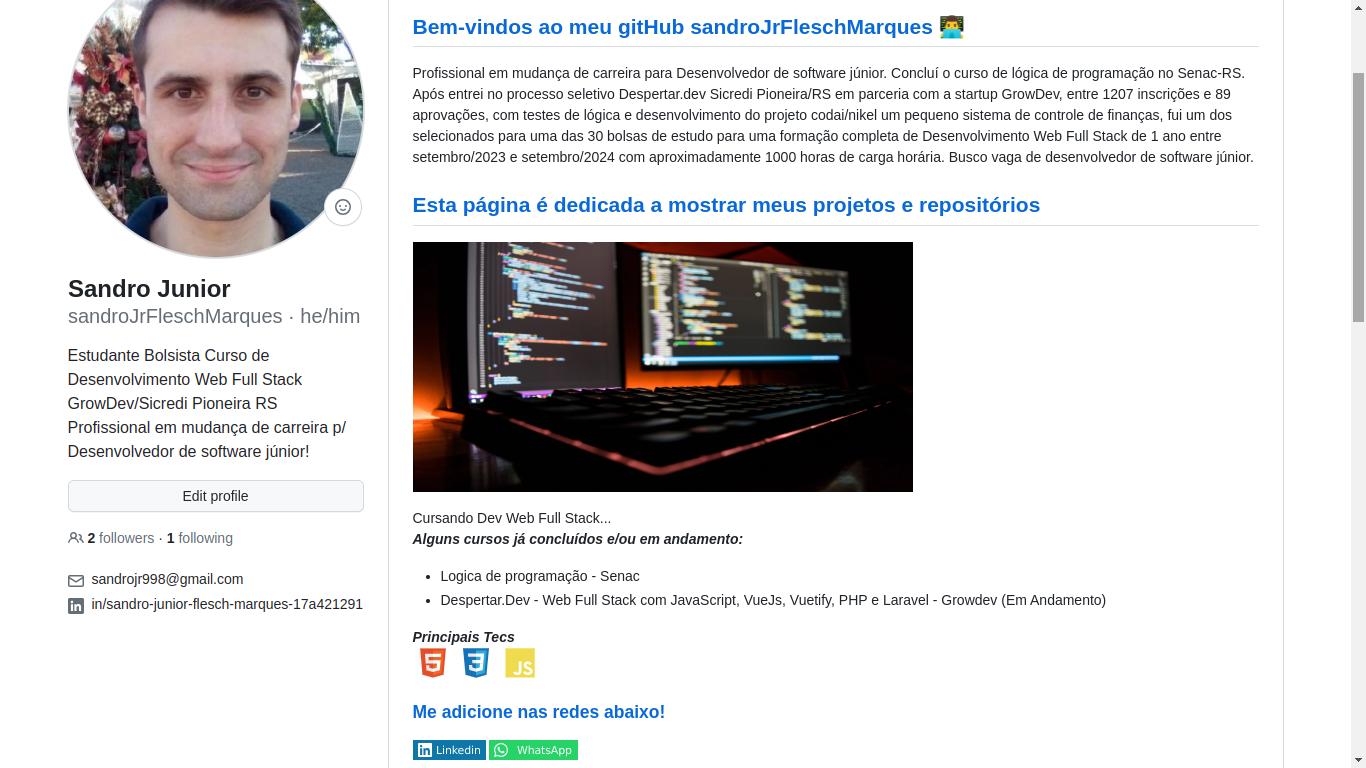 Bem-vindos ao meu gitHub sandroJrFleschMarques 👨‍💻
Profissional em mudança de carreira para Desenvolvedor de software júnior. Concluí o curso de lógica de programação no Senac-RS.
Após entrei no processo seletivo Despertar.dev Sicredi Pioneira/RS em parceria com a startup GrowDev, entre 1207 inscrições e 89
aprovações, com testes de lógica e desenvolvimento do projeto codai/nikel um pequeno sistema de controle de finanças, fui um dos
selecionados para uma das 30 bolsas de estudo para uma formação completa de Desenvolvimento Web Full Stack de 1 ano entre
setembro/2023 e setembro/2024 com aproximadamente 1000 horas de carga horária. Busco vaga de desenvolvedor de software júnior.
Esta página é dedicada a mostrar meus projetos e repositórios
Sandro Junior
sandroJrFleschMarques · he/him
Estudante Bolsista Curso de
Desenvolvimento Web Full Stack
GrowDev/Sicredi Pioneira RS
Profissional em mudança de carreira p/
Desenvolvedor de software júnior!
Edit profile
2 followers · 1 following
sandrojr998@gmail.com
in/sandro-junior-flesch-marques-17a421291
Cursando Dev Web Full Stack...
Alguns cursos já concluídos e/ou em andamento:
• Logica de programação - Senac
• Despertar.Dev - Web Full Stack com JavaScript, VueJs, Vuetify, PHP e Laravel - Growdev (Em Andamento)
Principais Tecs
5 3 JS
Me adicione nas redes abaixo!
in Linkedin WhatsApp